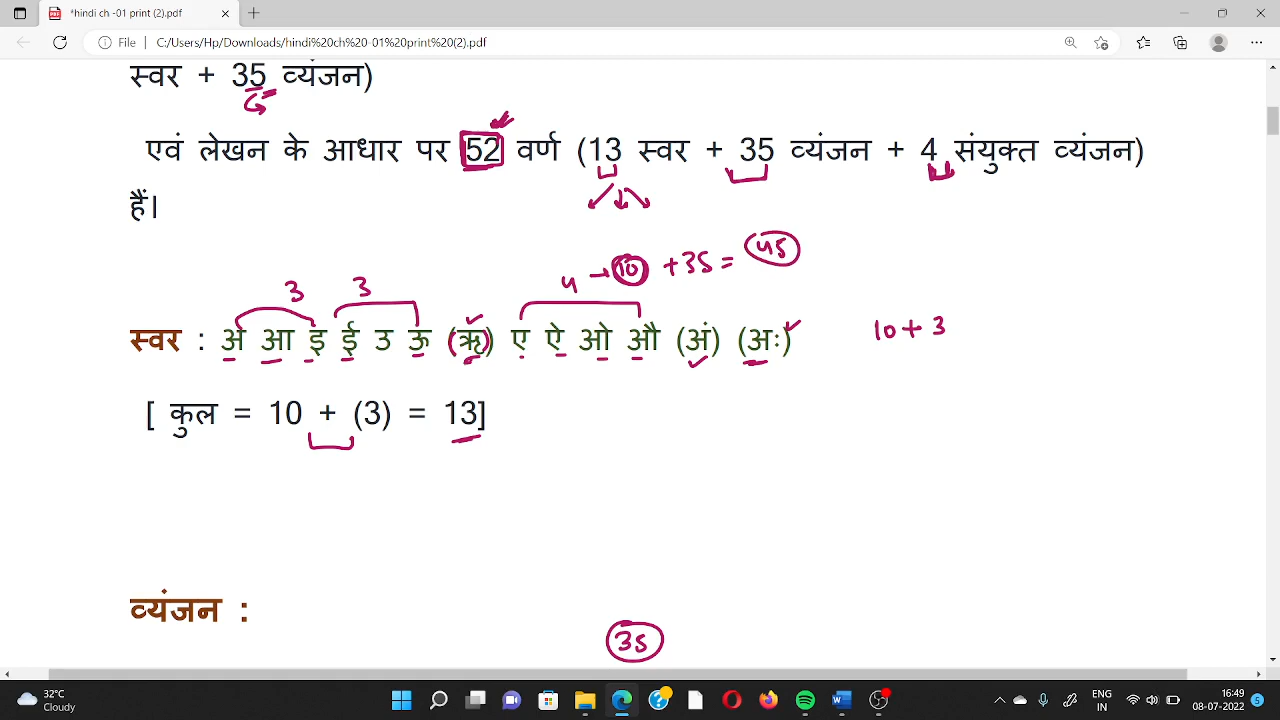 *hindi ch -01 print (2).pdf
File C:/Users/Hp/Downloads/hindi%20ch%20-01%20print%20(2).pdf
स्वर + 35 व्यंजन)
एवं लेखन के आधार पर 52 वर्ण (13 स्वर + 35 व्यंजन + 4 संयुक्त व्यंजन)
हैं।
4 → 10 + 35 = 45
3 3
स्वर : अ आ इ ई उ ऊ (ऋ) ए ऐ ओ औ (अं) (अः) 10 + 3
[ कुल = 10 + (3) = 13]
व्यंजन :
35
32°C
Cloudy
ENG
IN
16:49
08-07-2022
5